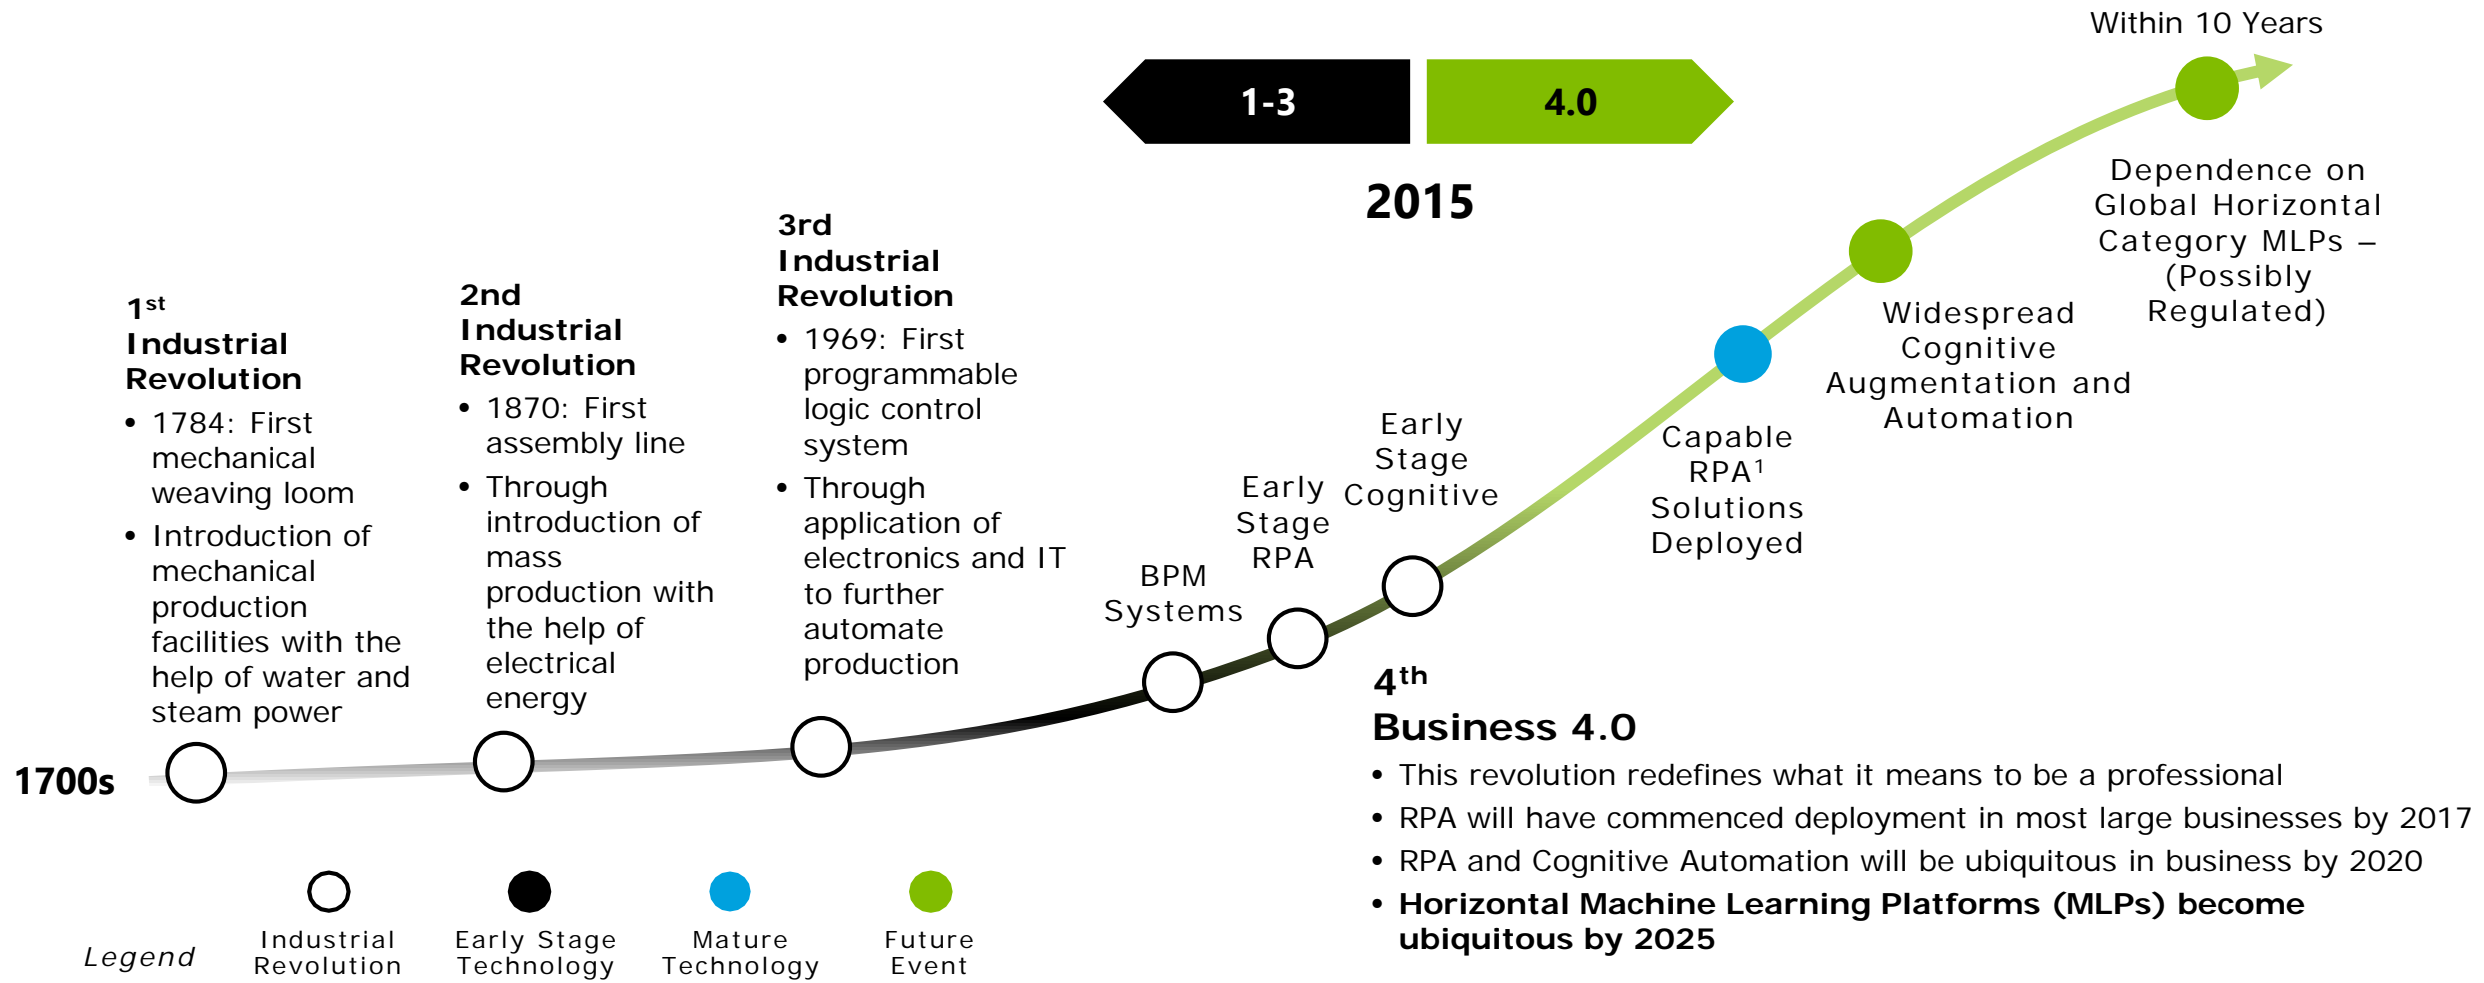 Within 10 Years
1-3
4.0
2015
1st
Industrial
Revolution
• 1784: First
mechanical
weaving loom
• Introduction of
mechanical
production
facilities with the
help of water and
steam power
2nd
Industrial
Revolution
• 1870: First
assembly line
• Through
introduction of
mass
production with
the help of
electrical
energy
3rd
Industrial
Revolution
• 1969: First
programmable
logic control
system
• Through
application of
electronics and IT
to further
automate
production
BPM
Systems
Early
Stage
RPA
Early
Stage
Cognitive
Capable
RPA¹
Solutions
Deployed
Widespread
Cognitive
Augmentation and
Automation
Dependence on
Global Horizontal
Category MLPs –
(Possibly
Regulated)
1700s
4th
Business 4.0
• This revolution redefines what it means to be a professional
• RPA will have commenced deployment in most large businesses by 2017
• RPA and Cognitive Automation will be ubiquitous in business by 2020
• Horizontal Machine Learning Platforms (MLPs) become
ubiquitous by 2025
Legend
Industrial
Revolution
Early Stage
Technology
Mature
Technology
Future
Event